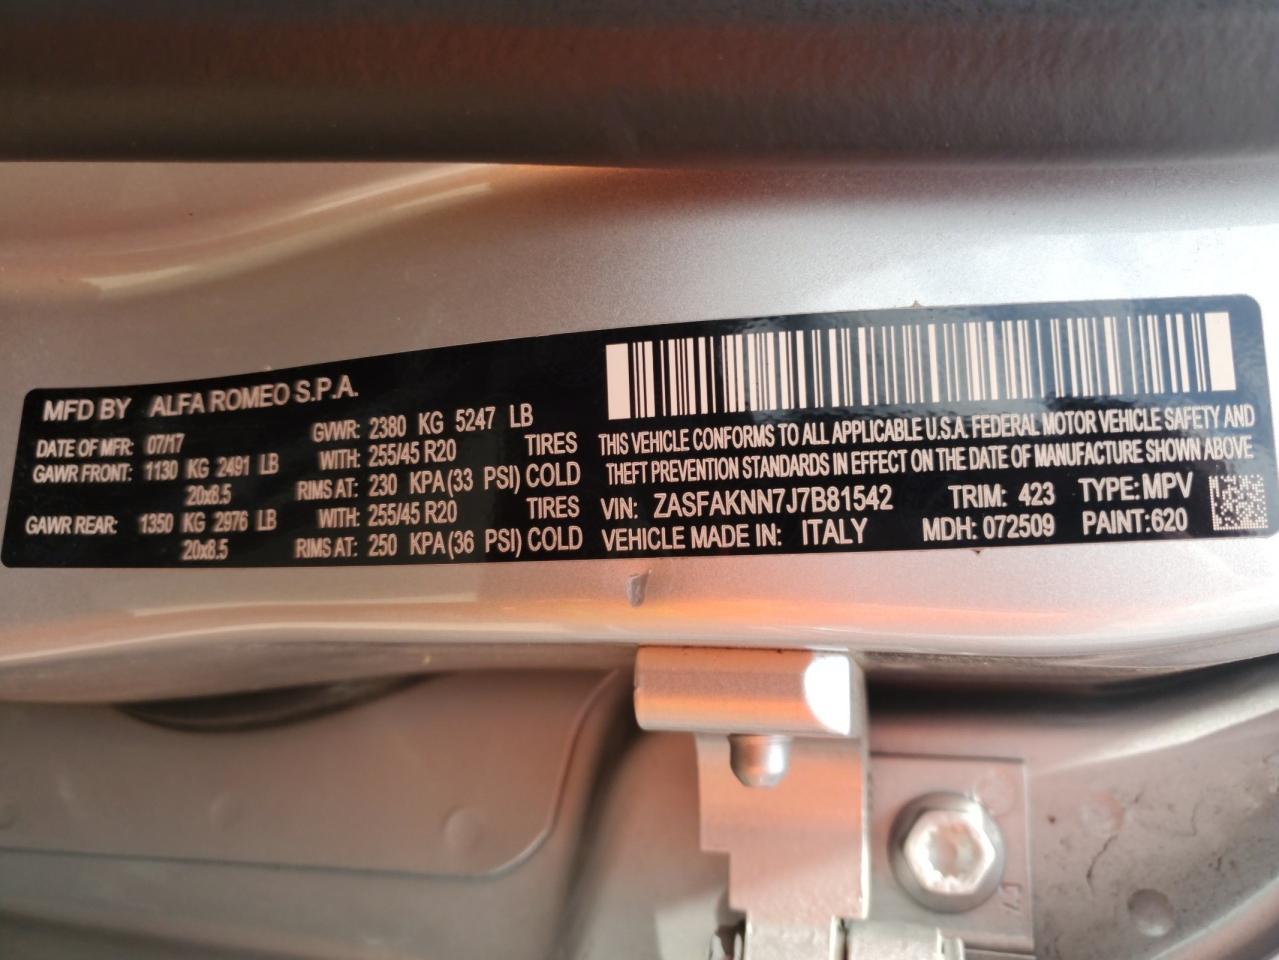 MFD BY ALFA ROMEO S.P.A.
DATE OF MFR: 07/17 GVWR: 2380 KG 5247 LB
GAWR FRONT: 1130 KG 2491 LB WITH: 255/45 R20 TIRES
20x8.5 RIMS AT: 230 KPA(33 PSI) COLD
GAWR REAR: 1350 KG 2976 LB WITH: 255/45 R20 TIRES
20x8.5 RIMS AT: 250 KPA(36 PSI) COLD
THIS VEHICLE CONFORMS TO ALL APPLICABLE U.S.A. FEDERAL MOTOR VEHICLE SAFETY AND
THEFT PREVENTION STANDARDS IN EFFECT ON THE DATE OF MANUFACTURE SHOWN ABOVE
VIN: ZASFAKNN7J7B81542 TRIM: 423 TYPE: MPV
VEHICLE MADE IN: ITALY MDH: 072509 PAINT: 620